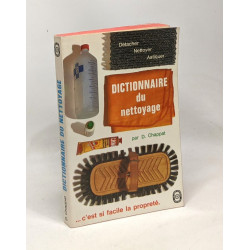 Détacher
Nettoyer
Astiquer
DICTIONNAIRE
du
nettoyage
par D. Chappat
...c'est si facile la propreté.
DICTIONNAIRE DU NETTOYAGE